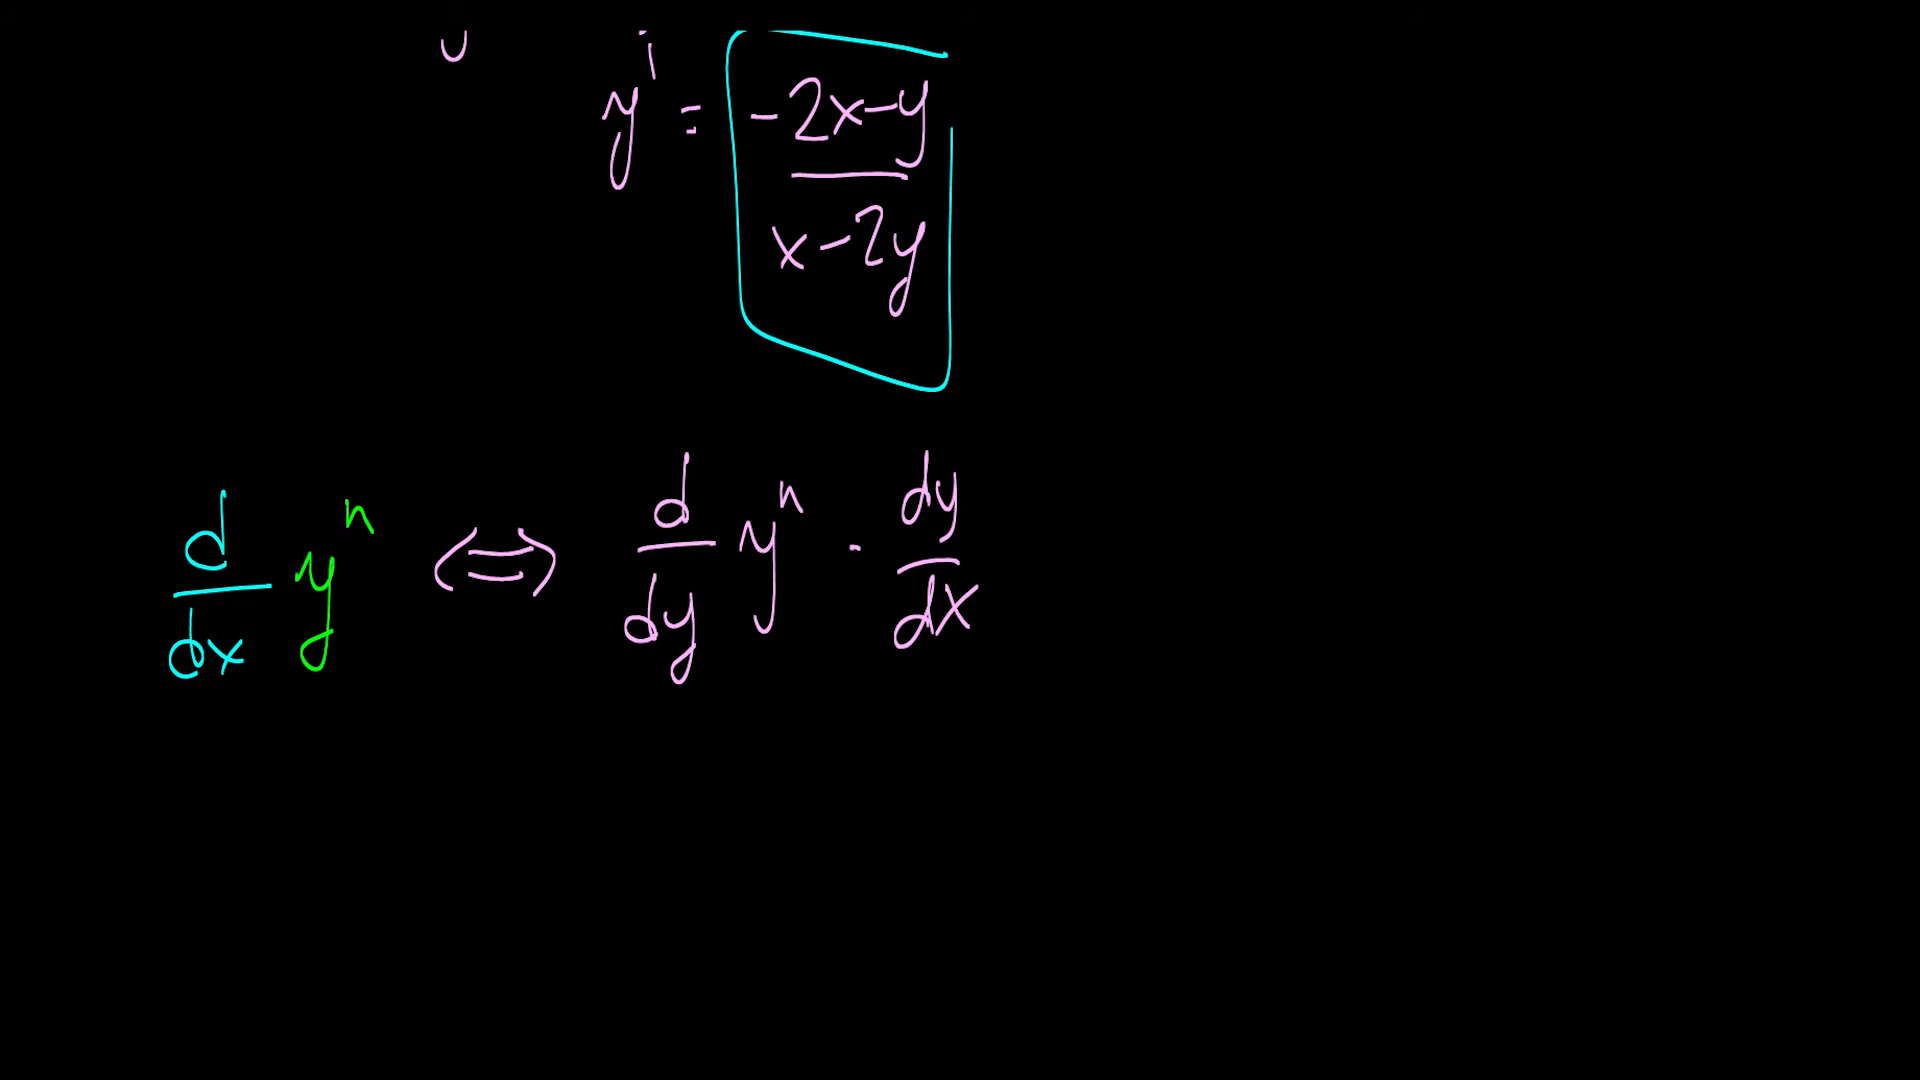 y' = -2x-y / x-2y
d/dx y^n ⟺ d/dy y^n · dy/dx